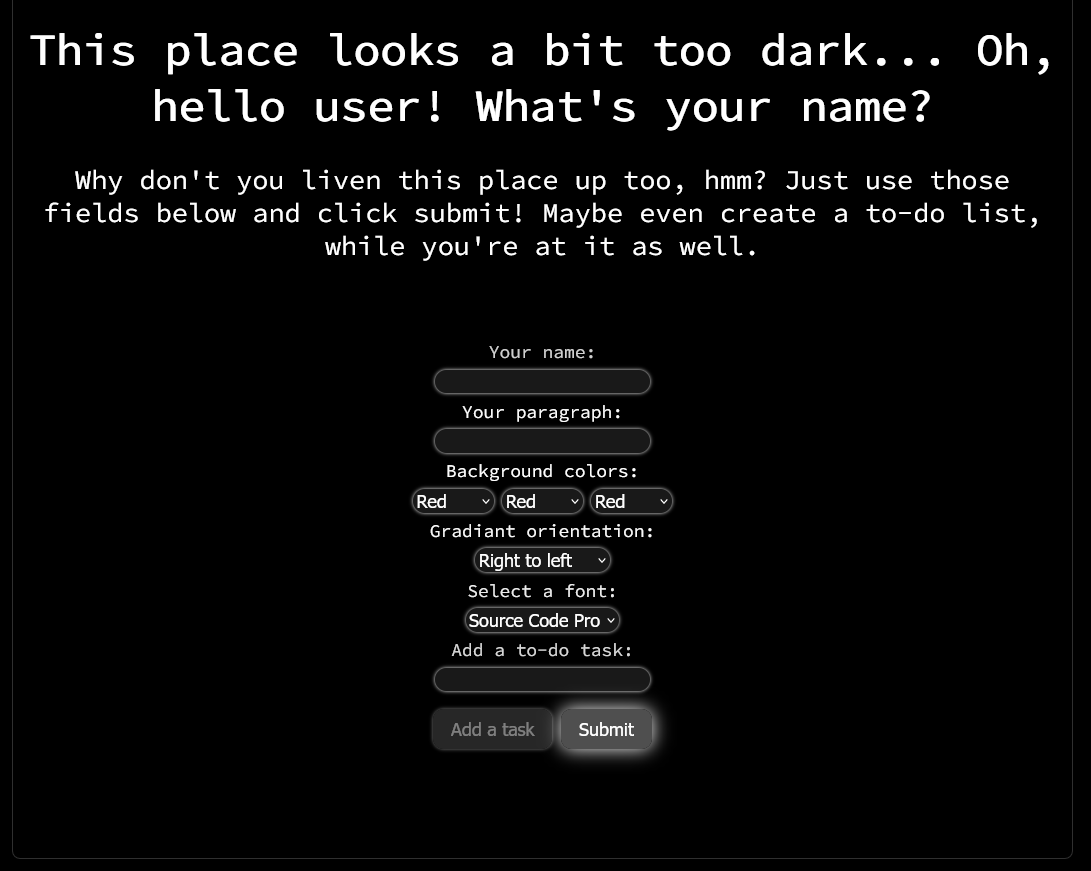 This place looks a bit too dark... Oh,
hello user! What's your name?
Why don't you liven this place up too, hmm? Just use those
fields below and click submit! Maybe even create a to-do list,
while you're at it as well.
Your name:
Your paragraph:
Background colors:
Red Red Red
Gradiant orientation:
Right to left
Select a font:
Source Code Pro
Add a to-do task:
Add a task Submit